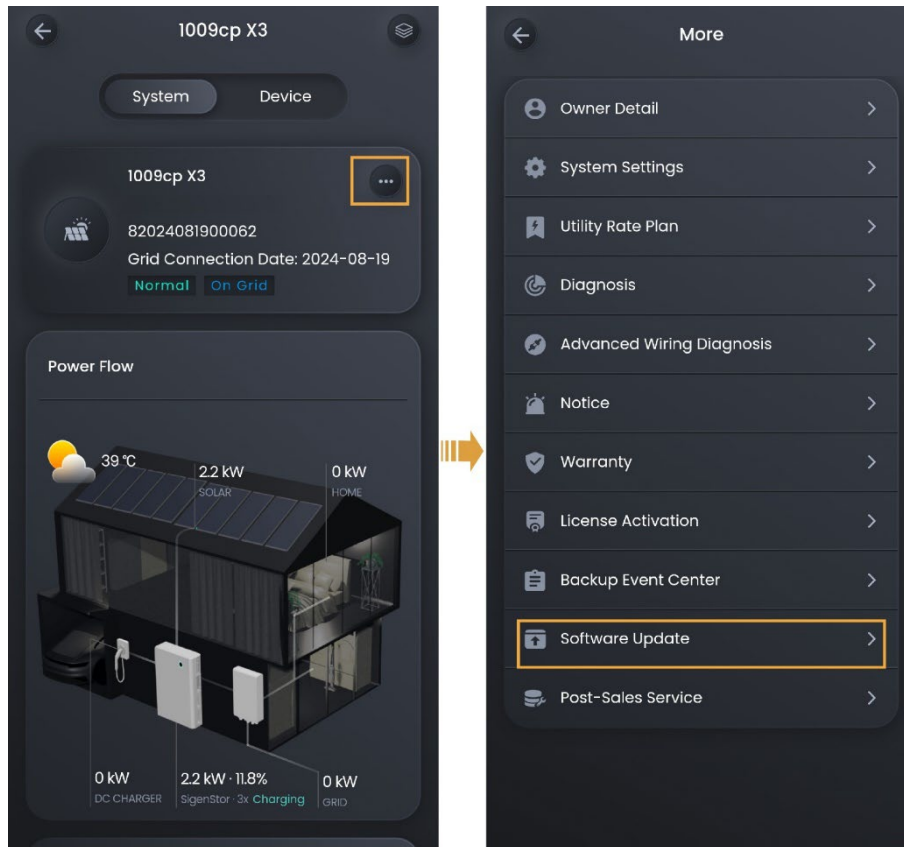 1009cp X3
System Device
1009cp X3
82024081900062
Grid Connection Date: 2024-08-19
Normal On Grid
Power Flow
39 ℃
2.2 kW
SOLAR
0 kW
HOME
0 kW
DC CHARGER
2.2 kW · 11.8%
SigenStor · 3x Charging
0 kW
GRID
More
Owner Detail
System Settings
Utility Rate Plan
Diagnosis
Advanced Wiring Diagnosis
Notice
Warranty
License Activation
Backup Event Center
Software Update
Post-Sales Service